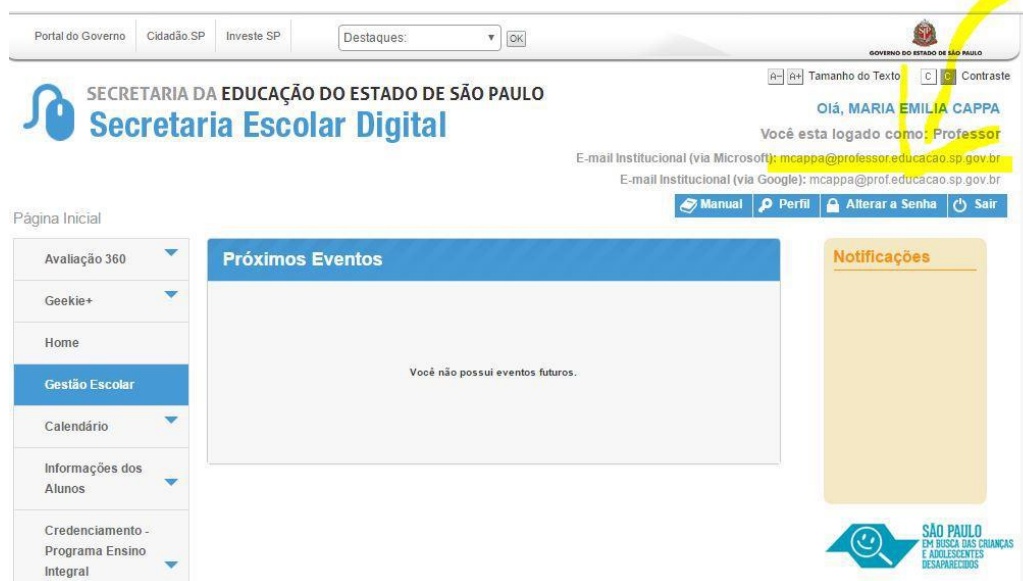 Portal do Governo Cidadão.SP Investe SP Destaques: OK
GOVERNO DO ESTADO DE SÃO PAULO
A- A+ Tamanho do Texto C C Contraste
SECRETARIA DA EDUCAÇÃO DO ESTADO DE SÃO PAULO
Secretaria Escolar Digital
Olá, MARIA EMILIA CAPPA
Você esta logado como: Professor
E-mail Institucional (via Microsoft): mcappa@professor.educacao.sp.gov.br
E-mail Institucional (via Google): mcappa@prof.educacao.sp.gov.br
Manual Perfil Alterar a Senha Sair
Página Inicial
Avaliação 360
Geekie+
Home
Gestão Escolar
Calendário
Informações dos
Alunos
Credenciamento -
Programa Ensino
Integral
Próximos Eventos
Você não possui eventos futuros.
Notificações
SÃO PAULO
EM BUSCA DAS CRIANÇAS
E ADOLESCENTES
DESAPARECIDOS